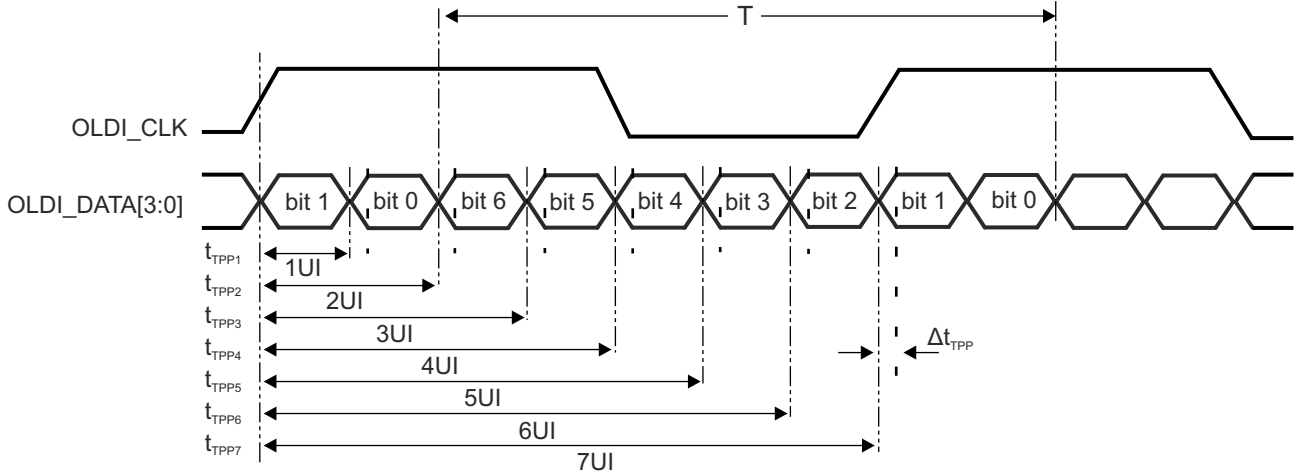 T
OLDI_CLK
OLDI_DATA[3:0] bit 1 bit 0 bit 6 bit 5 bit 4 bit 3 bit 2 bit 1 bit 0
tTPP1 1UI
tTPP2 2UI
tTPP3 3UI
tTPP4 4UI ΔtTPP
tTPP5 5UI
tTPP6 6UI
tTPP7 7UI